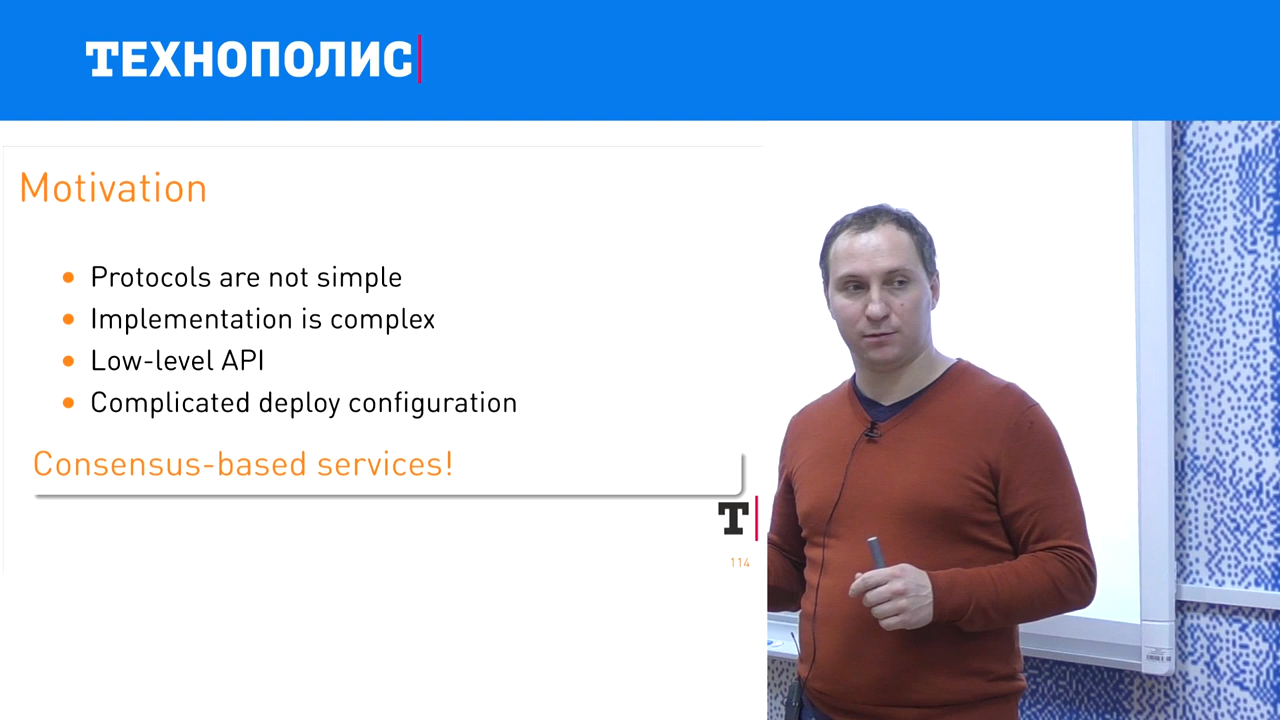 ТЕХНОПОЛИС
Motivation
Protocols are not simple
Implementation is complex
Low-level API
Complicated deploy configuration
Consensus-based services!
Т
114